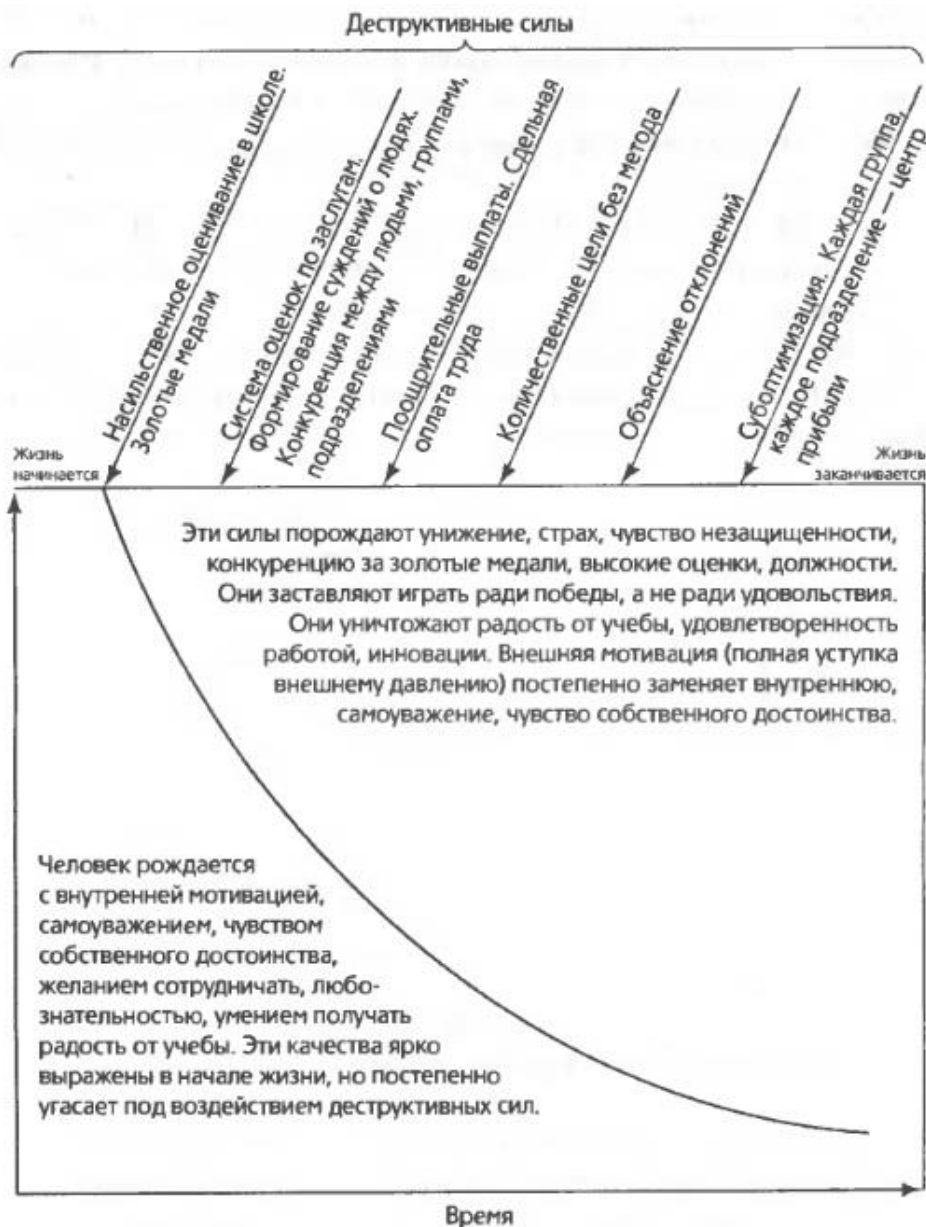 Деструктивные силы
Насильственное оценивание в школе.
Золотые медали
Система оценок по заслугам.
Формирование суждений о людях.
Конкуренция между людьми, группами,
подразделениями
Поощрительные выплаты. Сдельная
оплата труда
Количественные цели без метода
Объяснение отклонений
Субоптимизация. Каждая группа,
каждое подразделение — центр
прибыли
Жизнь
начинается
Жизнь
заканчивается
Эти силы порождают унижение, страх, чувство незащищенности,
конкуренцию за золотые медали, высокие оценки, должности.
Они заставляют играть ради победы, а не ради удовольствия.
Они уничтожают радость от учебы, удовлетворенность
работой, инновации. Внешняя мотивация (полная уступка
внешнему давлению) постепенно заменяет внутреннюю,
самоуважение, чувство собственного достоинства.
Человек рождается
с внутренней мотивацией,
самоуважением, чувством
собственного достоинства,
желанием сотрудничать, любо-
знательностью, умением получать
радость от учебы. Эти качества ярко
выражены в начале жизни, но постепенно
угасает под воздействием деструктивных сил.
Время